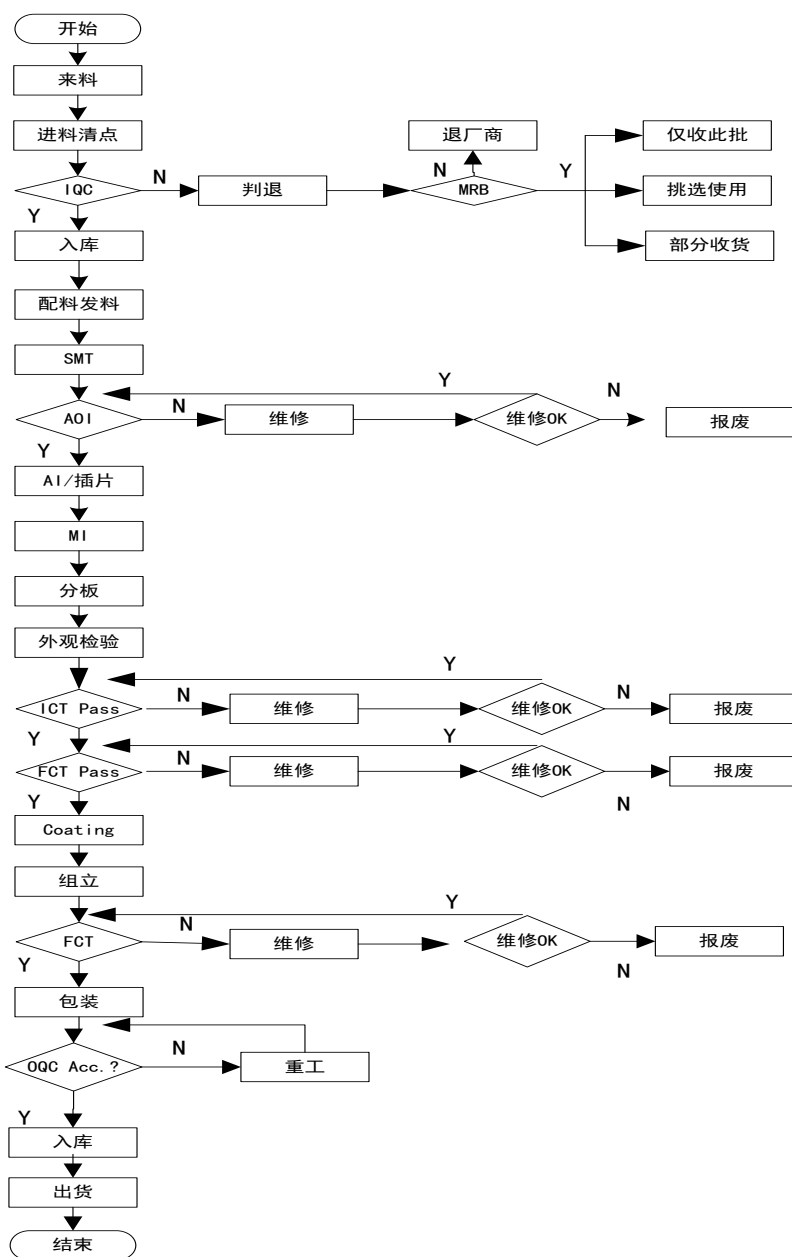 开始
来料
进料清点
退厂商
仅收此批
IQC
N
判退
N
MRB
Y
挑选使用
Y
入库
部分收货
配料发料
SMT
Y
N
AOI
N
维修
维修OK
报废
Y
AI/插片
MI
分板
外观检验
Y
ICT Pass
N
维修
维修OK
N
报废
Y
Y
FCT Pass
N
维修
维修OK
报废
Y
N
Coating
组立
Y
FCT
N
维修
维修OK
报废
Y
N
包装
OQC Acc.?
N
重工
Y
入库
出货
结束